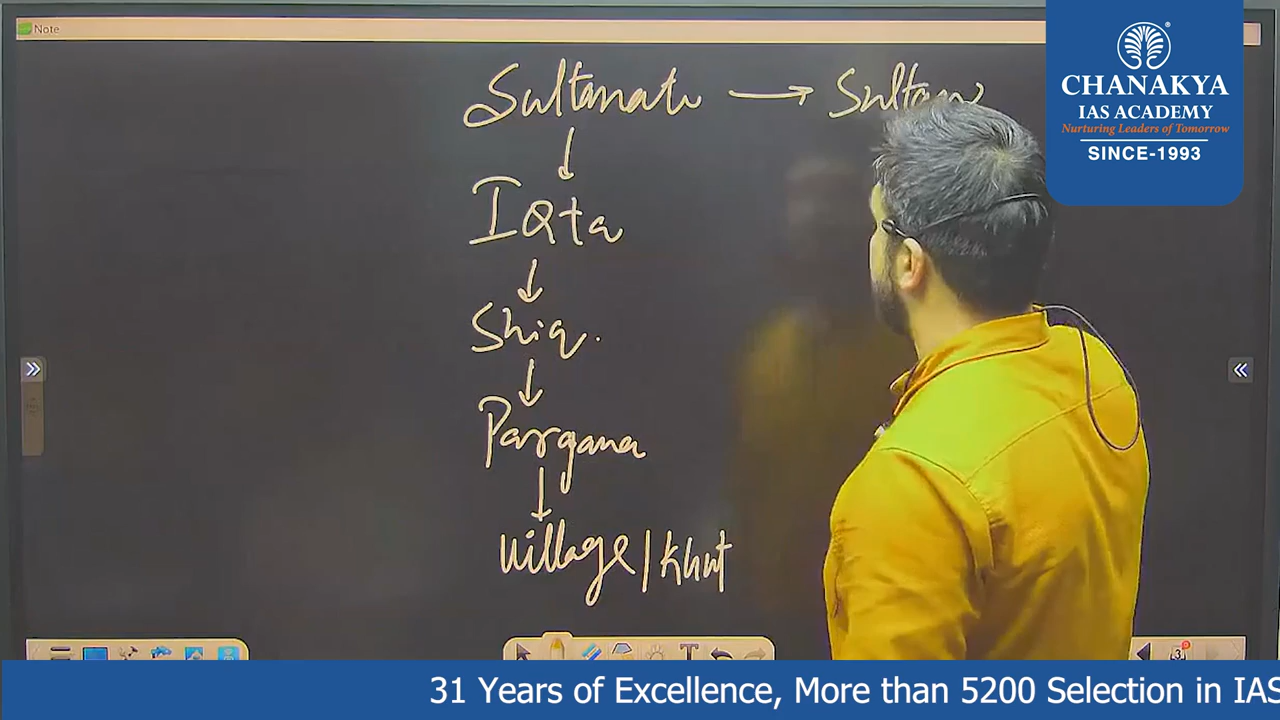 Note
Sultanate → Sultan
↓
IQta
↓
Shiq.
↓
Pargana
↓
village/khut
CHANAKYA
IAS ACADEMY
Nurturing Leaders of Tomorrow
SINCE-1993
31 Years of Excellence, More than 5200 Selection in IAS